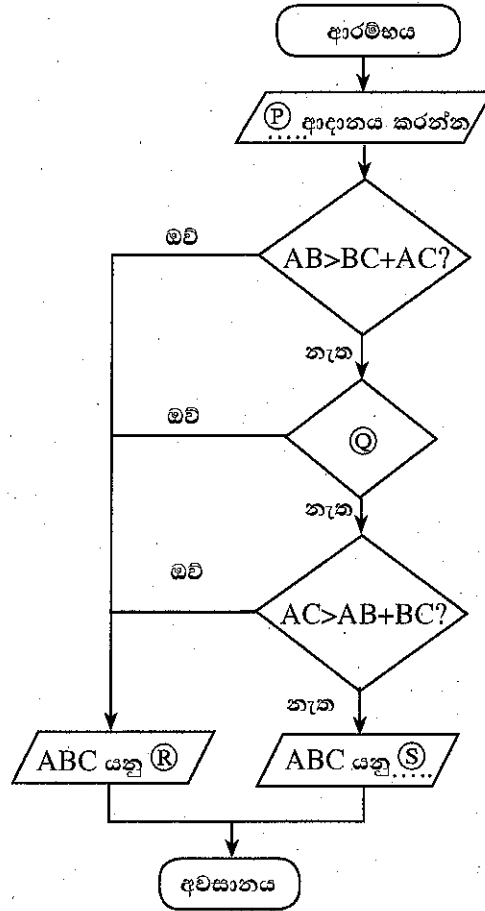 ආරම්භය
Ⓟ ආදානය කරන්න
.....
ඔව්
AB>BC+AC?
නැත
ඔව්
Ⓠ
නැත
ඔව්
AC>AB+BC?
නැත
ABC යනු Ⓡ
ABC යනු Ⓢ.....
අවසානය